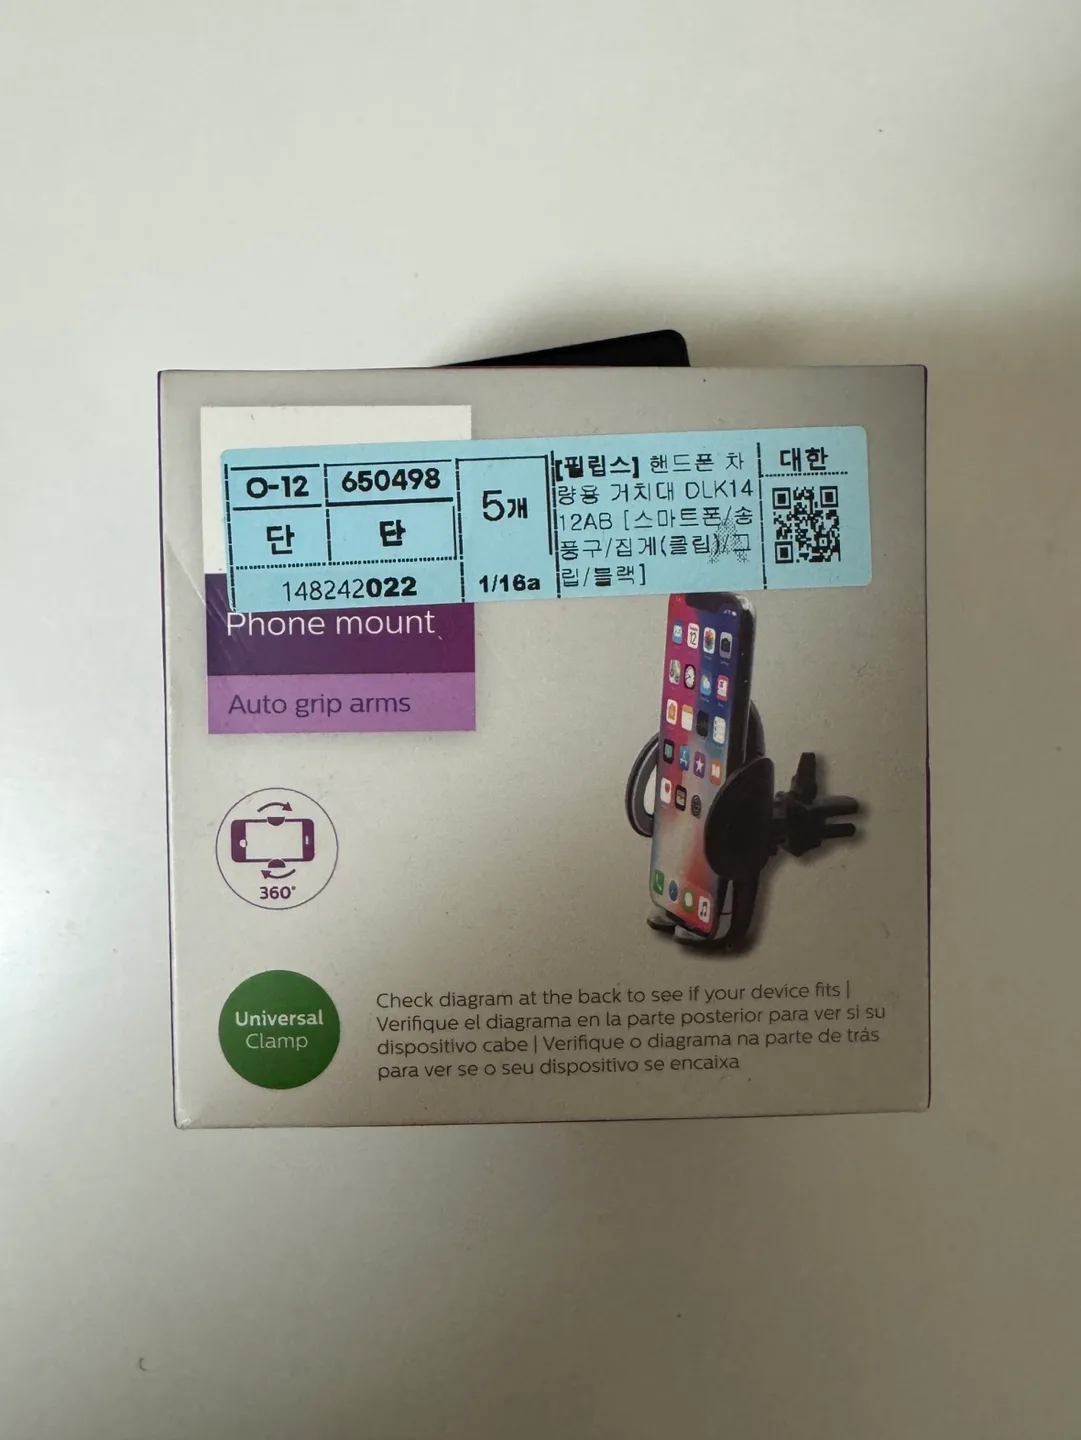 O-12
650498
단
단
148242022
5개
1/16a
[필립스] 핸드폰 차
량용 거치대 DLK14
12AB [스마트폰/송
풍구/집게(클립)/그
립/블랙]
대한
Phone mount
Auto grip arms
360°
Universal
Clamp
Check diagram at the back to see if your device fits |
Verifique el diagrama en la parte posterior para ver si su
dispositivo cabe | Verifique o diagrama na parte de trás
para ver se o seu dispositivo se encaixa